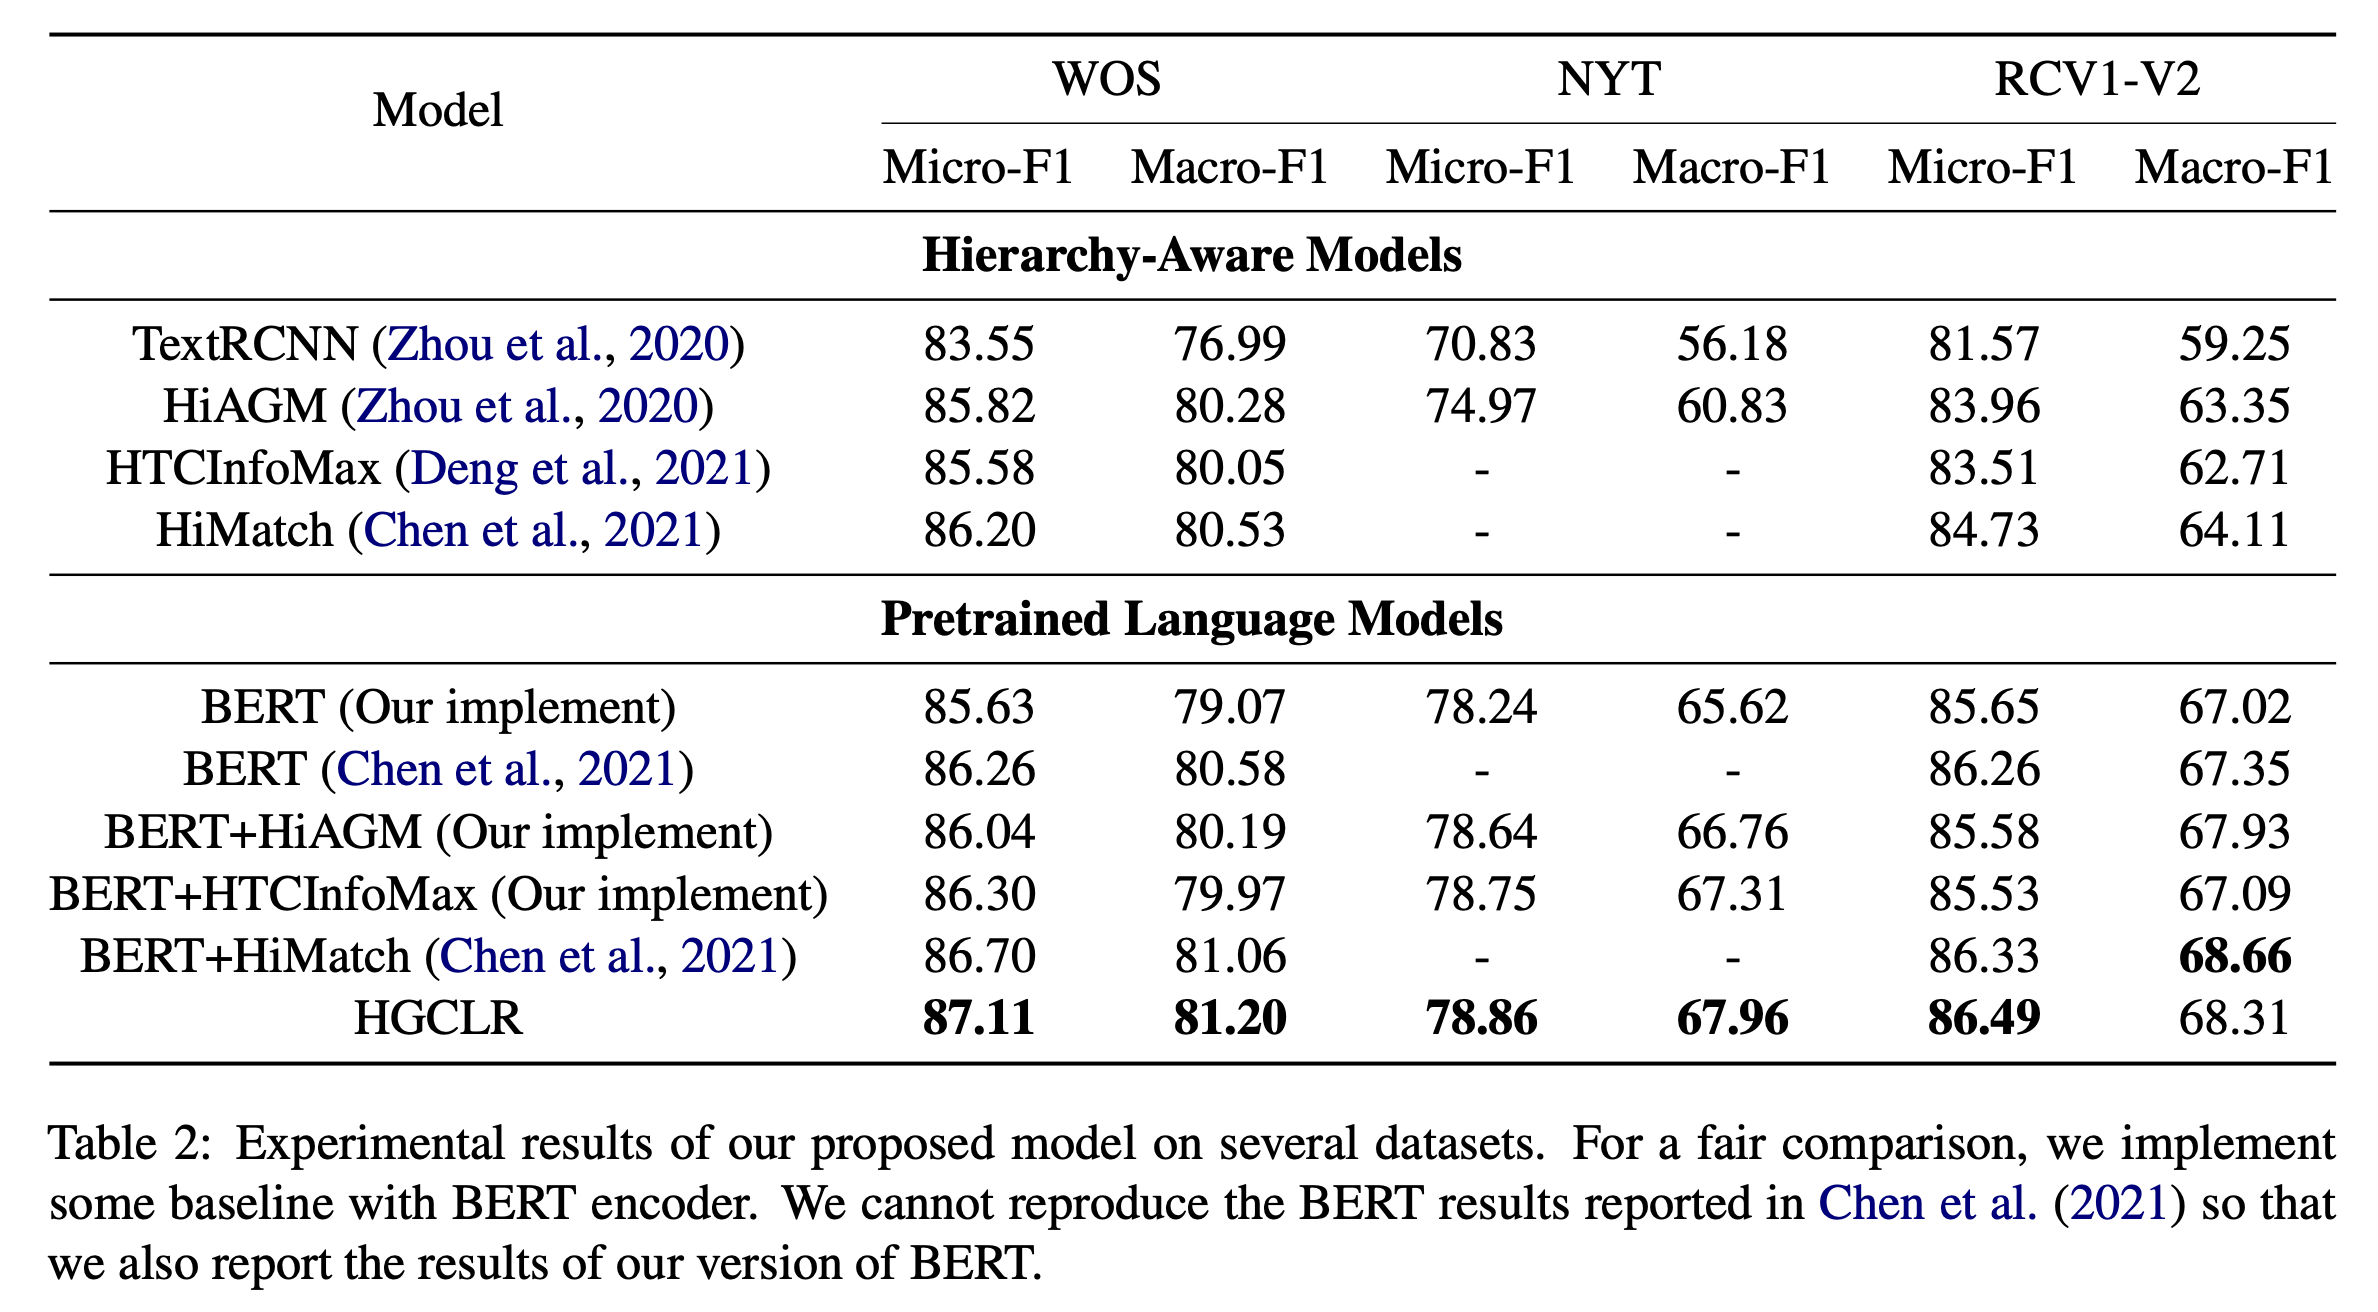 Model WOS NYT RCV1-V2
Micro-F1 Macro-F1 Micro-F1 Macro-F1 Micro-F1 Macro-F1
Hierarchy-Aware Models
TextRCNN (Zhou et al., 2020) 83.55 76.99 70.83 56.18 81.57 59.25
HiAGM (Zhou et al., 2020) 85.82 80.28 74.97 60.83 83.96 63.35
HTCInfoMax (Deng et al., 2021) 85.58 80.05 - - 83.51 62.71
HiMatch (Chen et al., 2021) 86.20 80.53 - - 84.73 64.11
Pretrained Language Models
BERT (Our implement) 85.63 79.07 78.24 65.62 85.65 67.02
BERT (Chen et al., 2021) 86.26 80.58 - - 86.26 67.35
BERT+HiAGM (Our implement) 86.04 80.19 78.64 66.76 85.58 67.93
BERT+HTCInfoMax (Our implement) 86.30 79.97 78.75 67.31 85.53 67.09
BERT+HiMatch (Chen et al., 2021) 86.70 81.06 - - 86.33 68.66
HGCLR 87.11 81.20 78.86 67.96 86.49 68.31
Table 2: Experimental results of our proposed model on several datasets. For a fair comparison, we implement
some baseline with BERT encoder. We cannot reproduce the BERT results reported in Chen et al. (2021) so that
we also report the results of our version of BERT.